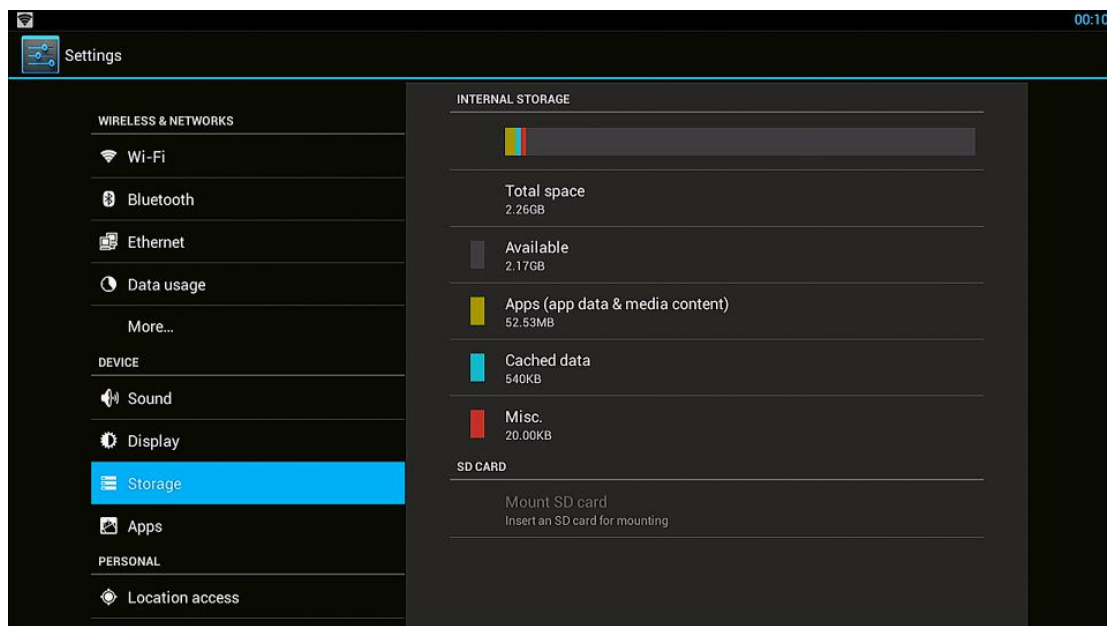 00:10
Settings
WIRELESS & NETWORKS
Wi-Fi
Bluetooth
Ethernet
Data usage
More...
DEVICE
Sound
Display
Storage
Apps
PERSONAL
Location access
INTERNAL STORAGE
Total space
2.26GB
Available
2.17GB
Apps (app data & media content)
52.53MB
Cached data
540KB
Misc.
20.00KB
SD CARD
Mount SD card
Insert an SD card for mounting